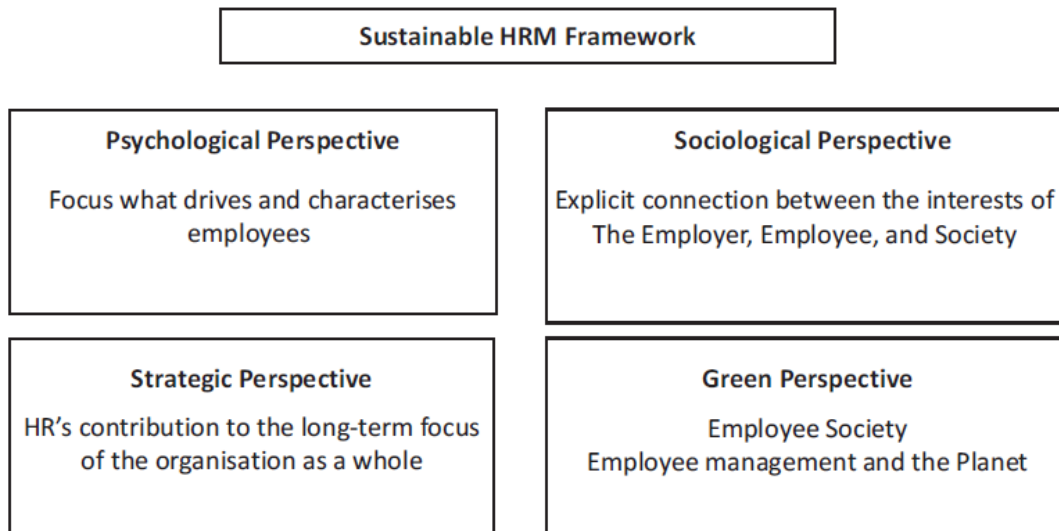 Sustainable HRM Framework
Psychological Perspective
Focus what drives and characterises
employees
Sociological Perspective
Explicit connection between the interests of
The Employer, Employee, and Society
Strategic Perspective
HR’s contribution to the long-term focus
of the organisation as a whole
Green Perspective
Employee Society
Employee management and the Planet